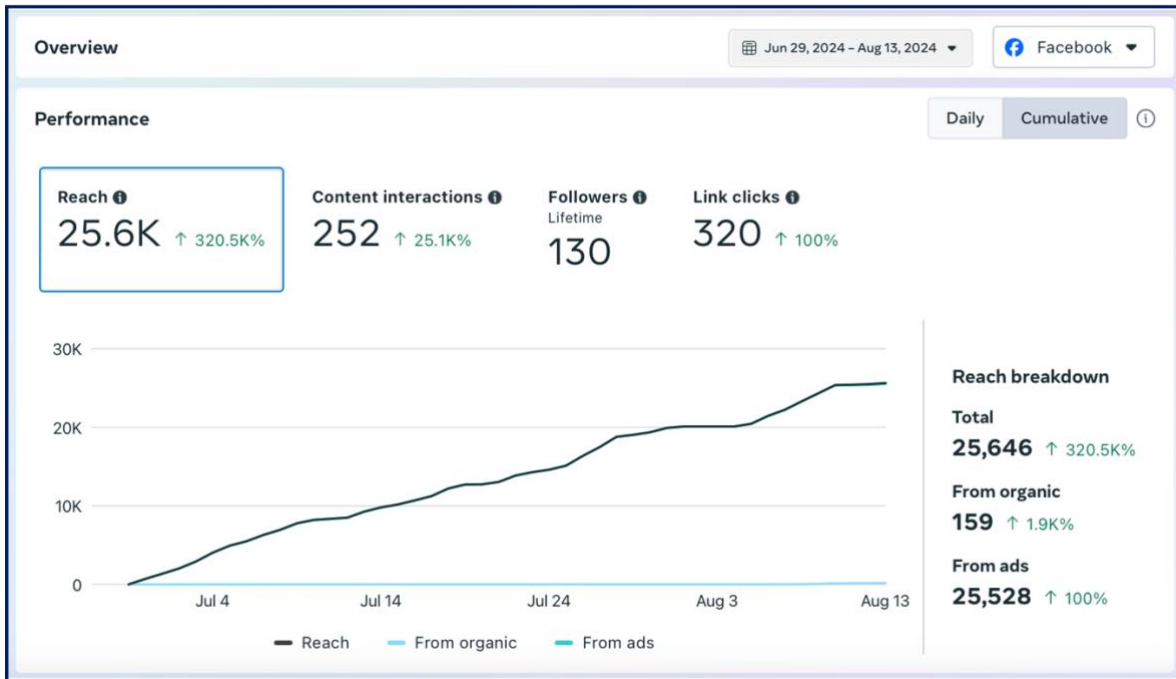 Overview
Jun 29, 2024 – Aug 13, 2024
Facebook
Performance
Daily
Cumulative
Reach
25.6K ↑ 320.5K%
Content interactions
252 ↑ 25.1K%
Followers
Lifetime
130
Link clicks
320 ↑ 100%
30K
20K
10K
0
Jul 4
Jul 14
Jul 24
Aug 3
Aug 13
Reach
From organic
From ads
Reach breakdown
Total
25,646 ↑ 320.5K%
From organic
159 ↑ 1.9K%
From ads
25,528 ↑ 100%